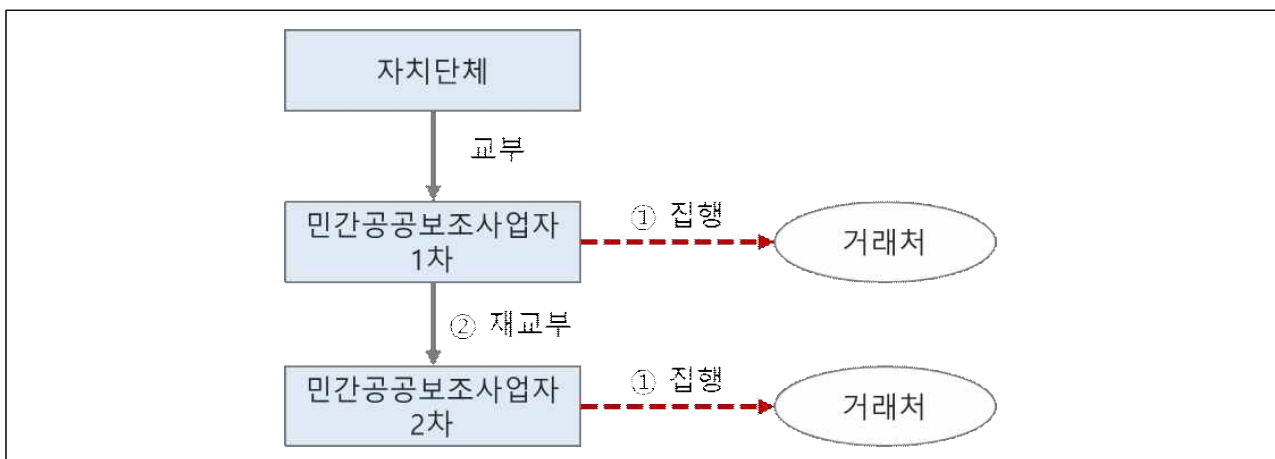 자치단체
교부
민간공공보조사업자
1차
① 집행
거래처
② 재교부
민간공공보조사업자
2차
① 집행
거래처